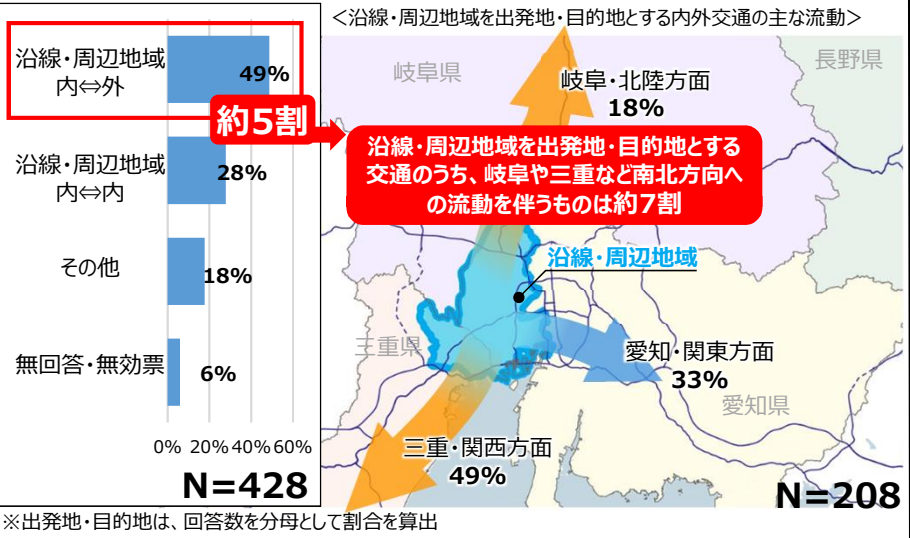 <沿線・周辺地域を出発地・目的地とする内外交通の主な流動>
沿線・周辺地域
内⇔外
49%
約5割
沿線・周辺地域
内⇔内
28%
その他
18%
無回答・無効票
6%
0% 20% 40% 60%
N=428
岐阜県
長野県
岐阜・北陸方面
18%
沿線・周辺地域を出発地・目的地とする
交通のうち、岐阜や三重など南北方向へ
の流動を伴うものは約7割
沿線・周辺地域
三重県
愛知・関東方面
33%
愛知県
三重・関西方面
49%
N=208
※出発地・目的地は、回答数を分母として割合を算出